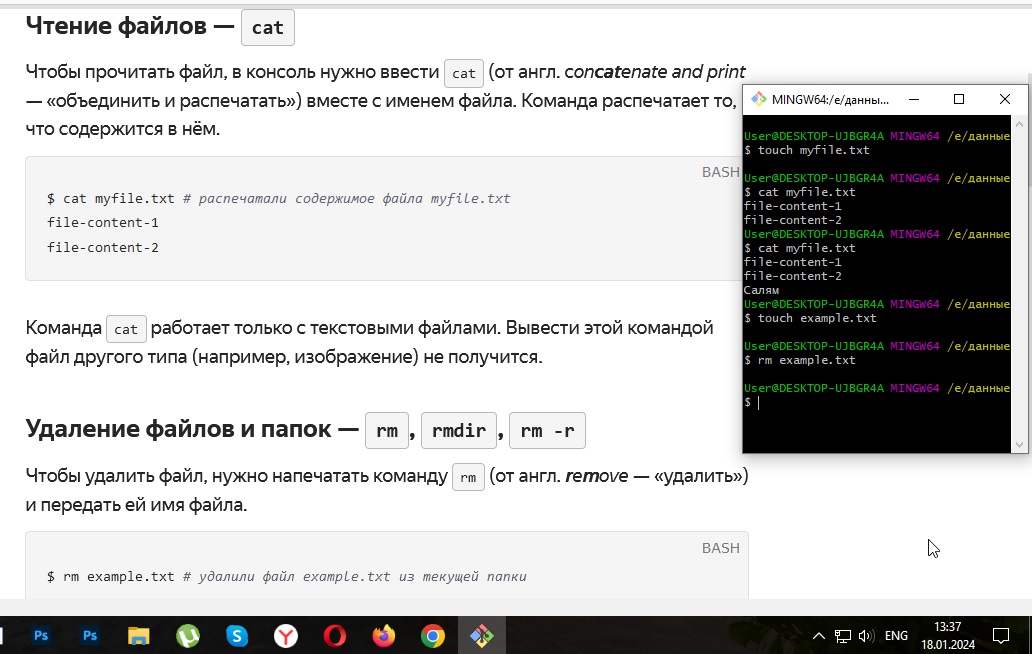 Чтение файлов — cat
Чтобы прочитать файл, в консоль нужно ввести cat (от англ. concatenate and print
— «объединить и распечатать») вместе с именем файла. Команда распечатает то,
что содержится в нём.
BASH
$ cat myfile.txt # распечатали содержимое файла myfile.txt
file-content-1
file-content-2
Команда cat работает только с текстовыми файлами. Вывести этой командой
файл другого типа (например, изображение) не получится.
Удаление файлов и папок — rm, rmdir, rm -r
Чтобы удалить файл, нужно напечатать команду rm (от англ. remove — «удалить»)
и передать ей имя файла.
BASH
$ rm example.txt # удалили файл example.txt из текущей папки
MINGW64:/e/данны...
User@DESKTOP-UJBGR4A MINGW64 /e/данные
$ touch myfile.txt
User@DESKTOP-UJBGR4A MINGW64 /e/данные
$ cat myfile.txt
file-content-1
file-content-2
User@DESKTOP-UJBGR4A MINGW64 /e/данные
$ cat myfile.txt
file-content-1
file-content-2
Салям
User@DESKTOP-UJBGR4A MINGW64 /e/данные
$ touch example.txt
User@DESKTOP-UJBGR4A MINGW64 /e/данные
$ rm example.txt
User@DESKTOP-UJBGR4A MINGW64 /e/данные
$
Ps Ps S Y ENG 13:37
18.01.2024